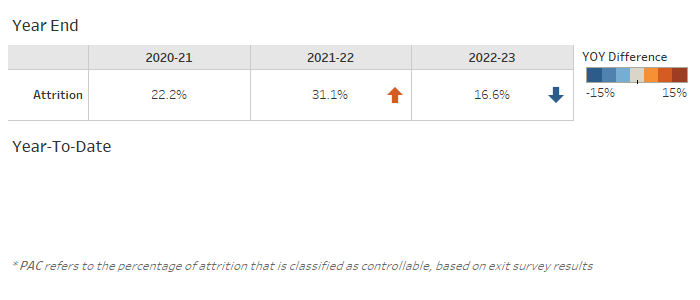 Year End
2020-21 2021-22 2022-23
Attrition 22.2% 31.1% 16.6%
YOY Difference
-15% 15%
Year-To-Date
* PAC refers to the percentage of attrition that is classified as controllable, based on exit survey results